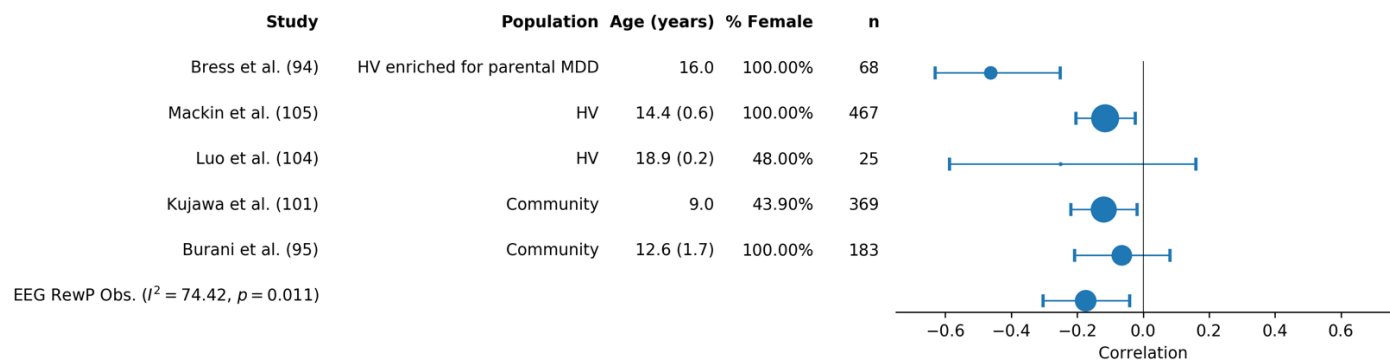 Study Population Age (years) % Female n
Bress et al. (94) HV enriched for parental MDD 16.0 100.00% 68
Mackin et al. (105) HV 14.4 (0.6) 100.00% 467
Luo et al. (104) HV 18.9 (0.2) 48.00% 25
Kujawa et al. (101) Community 9.0 43.90% 369
Burani et al. (95) Community 12.6 (1.7) 100.00% 183
EEG RewP Obs. (I² = 74.42, p = 0.011)
−0.6 −0.4 −0.2 0.0 0.2 0.4 0.6
Correlation